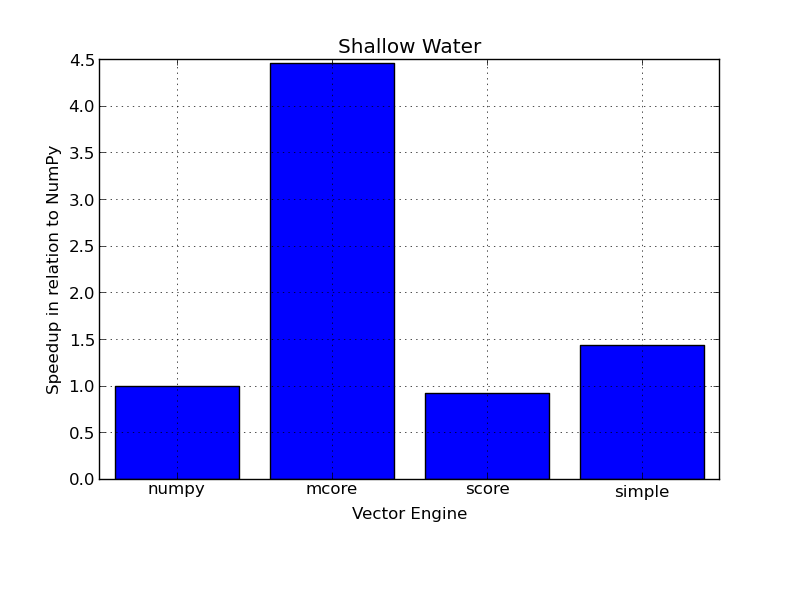 Shallow Water
Speedup in relation to NumPy
4.5
4.0
3.5
3.0
2.5
2.0
1.5
1.0
0.5
0.0
numpy mcore score simple
Vector Engine